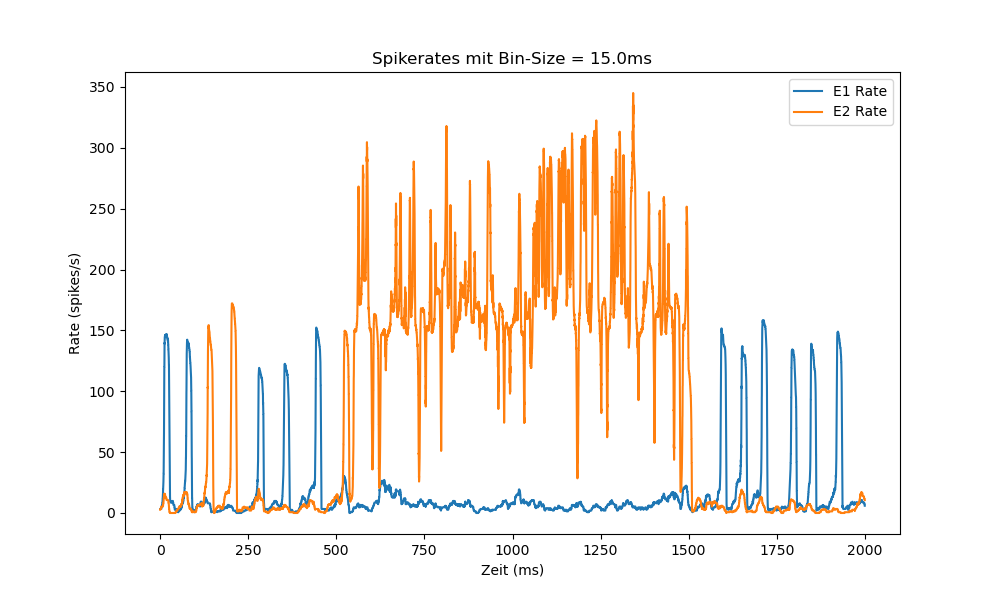 Spikerates mit Bin-Size = 15.0ms
E1 Rate
E2 Rate
Rate (spikes/s)
350
300
250
200
150
100
50
0
0 250 500 750 1000 1250 1500 1750 2000
Zeit (ms)